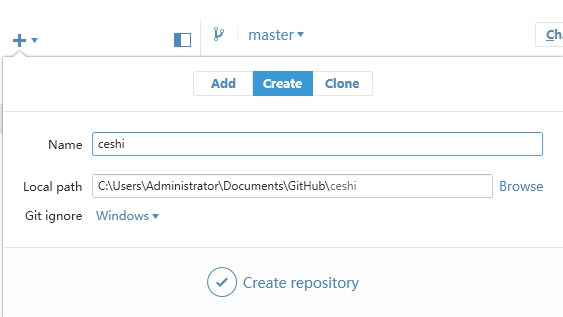 master
Add Create Clone
Name ceshi
Local path C:\Users\Administrator\Documents\GitHub\ceshi Browse
Git ignore Windows
Create repository